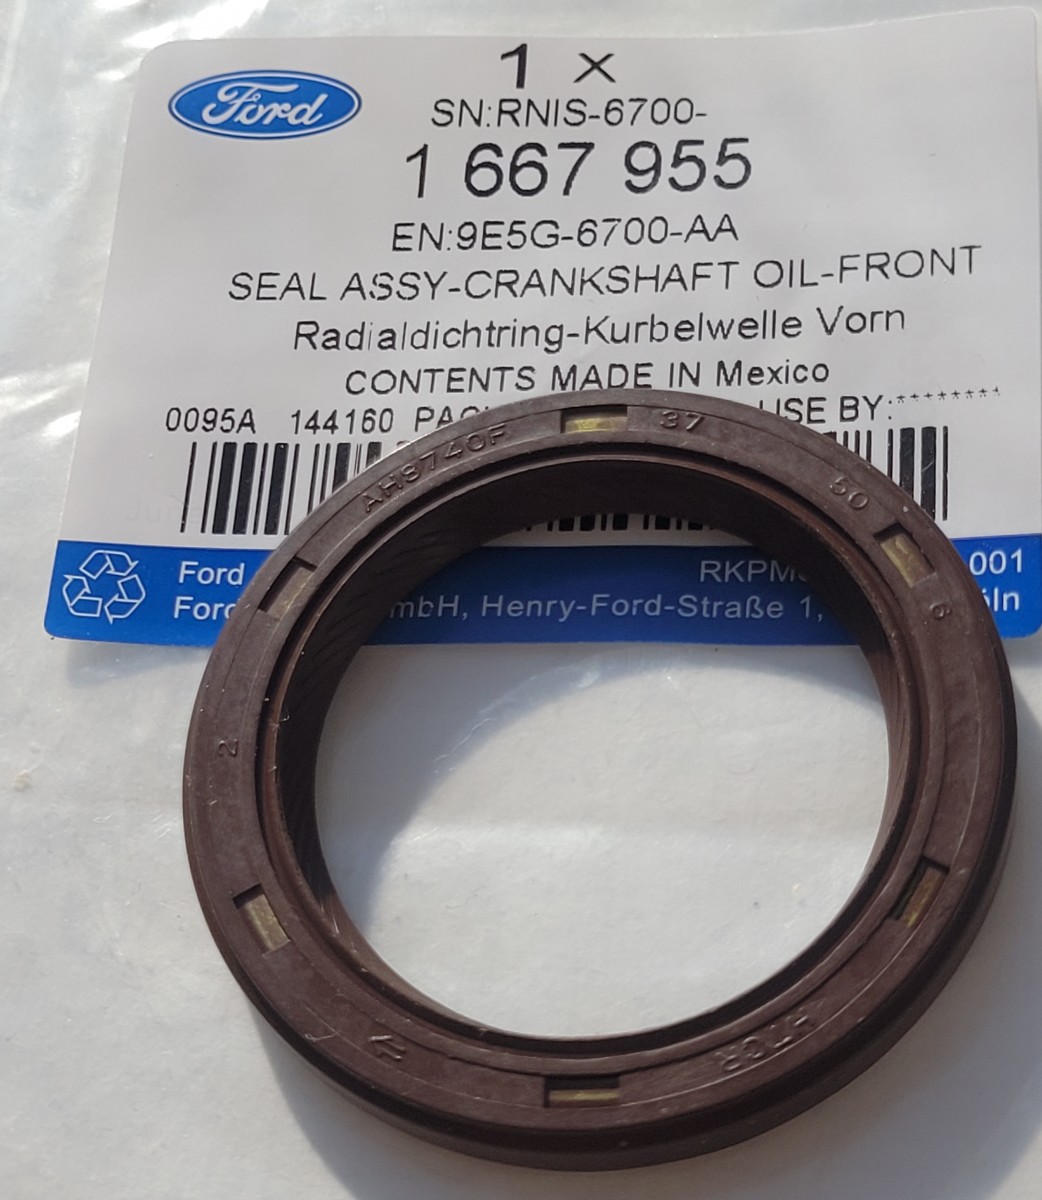 Ford
1 x
SN:RNIS-6700-
1 667 955
EN:9E5G-6700-AA
SEAL ASSY-CRANKSHAFT OIL-FRONT
Radialdichtring-Kurbelwelle Vorn
CONTENTS MADE IN Mexico
0095A 144160 USE BY:********
Ford RKPM 001
mbH, Henry-Ford-Straße 1,
AH8740F 37 50 6
2